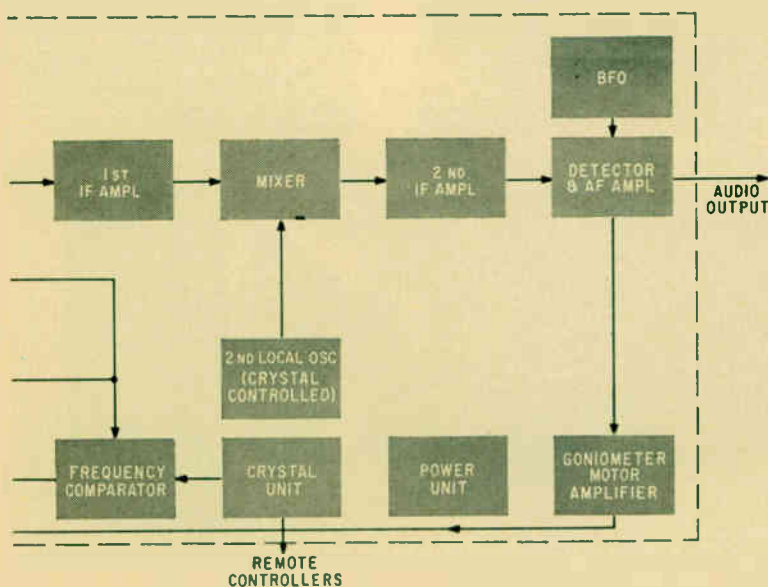 BFO
1ST
IF AMPL
MIXER
2ND
IF AMPL
DETECTOR
& AF AMPL
AUDIO
OUTPUT
2ND LOCAL OSC
(CRYSTAL
CONTROLLED)
FREQUENCY
COMPARATOR
CRYSTAL
UNIT
POWER
UNIT
GONIOMETER
MOTOR
AMPLIFIER
REMOTE
CONTROLLERS